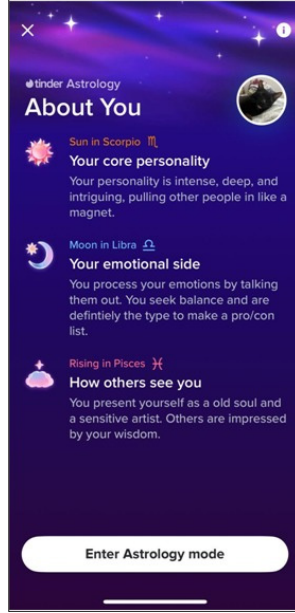 tinder Astrology
About You
Sun in Scorpio ♏
Your core personality
Your personality is intense, deep, and
intriguing, pulling other people in like a
magnet.
Moon in Libra ♎
Your emotional side
You process your emotions by talking
them out. You seek balance and are
defintiely the type to make a pro/con
list.
Rising in Pisces ♓
How others see you
You present yourself as a old soul and
a sensitive artist. Others are impressed
by your wisdom.
Enter Astrology mode